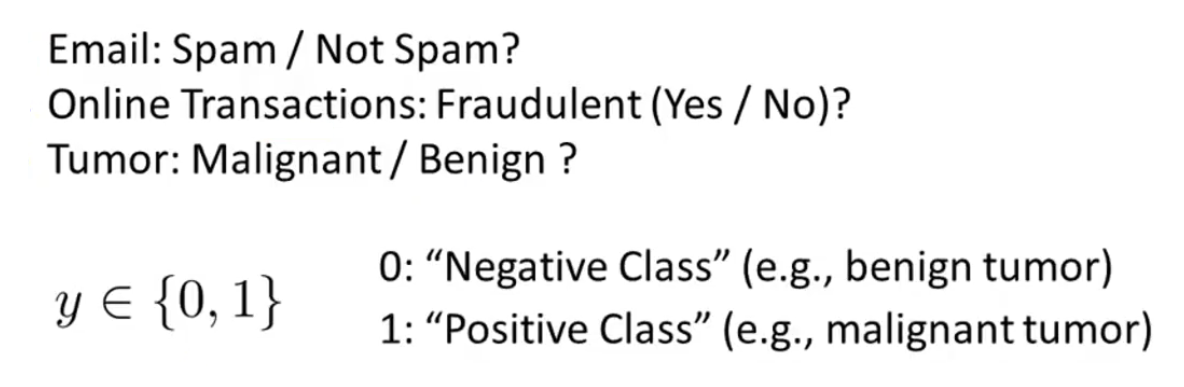 Email: Spam / Not Spam?
Online Transactions: Fraudulent (Yes / No)?
Tumor: Malignant / Benign ?
y ∈ {0, 1}
0: “Negative Class” (e.g., benign tumor)
1: “Positive Class” (e.g., malignant tumor)